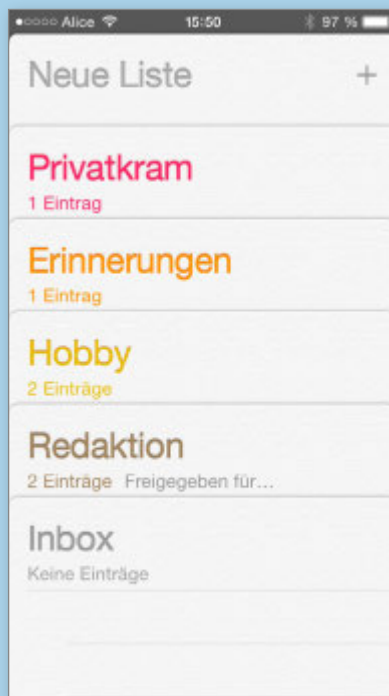 Alice 15:50 97 %
Neue Liste +
Privatkram
1 Eintrag
Erinnerungen
1 Eintrag
Hobby
2 Einträge
Redaktion
2 Einträge Freigegeben für...
Inbox
Keine Einträge